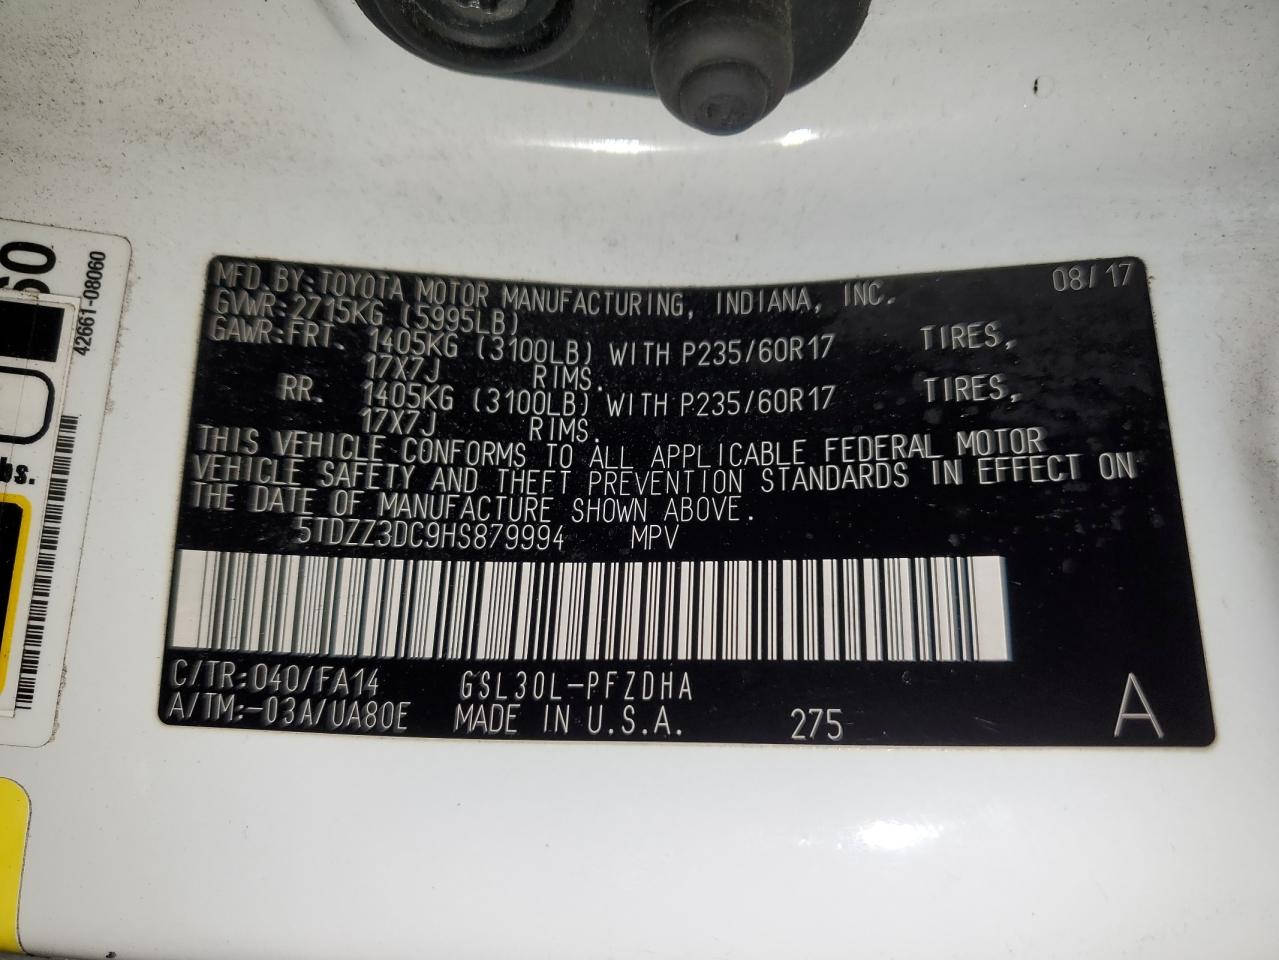 MFD.BY:TOYOTA MOTOR MANUFACTURING, INDIANA, INC. 08/17
GVWR:2715KG (5995LB)
GAWR:FRT. 1405KG (3100LB) WITH P235/60R17 TIRES,
17X7J RIMS.
RR. 1405KG (3100LB) WITH P235/60R17 TIRES,
17X7J RIMS.
THIS VEHICLE CONFORMS TO ALL APPLICABLE FEDERAL MOTOR
VEHICLE SAFETY AND THEFT PREVENTION STANDARDS IN EFFECT ON
THE DATE OF MANUFACTURE SHOWN ABOVE.
5TDZZ3DC9HS879994 MPV
C/TR:040/FA14 GSL30L-PFZDHA
A/TM:-03A/UA80E MADE IN U.S.A. 275 A
42661-08060
bs.